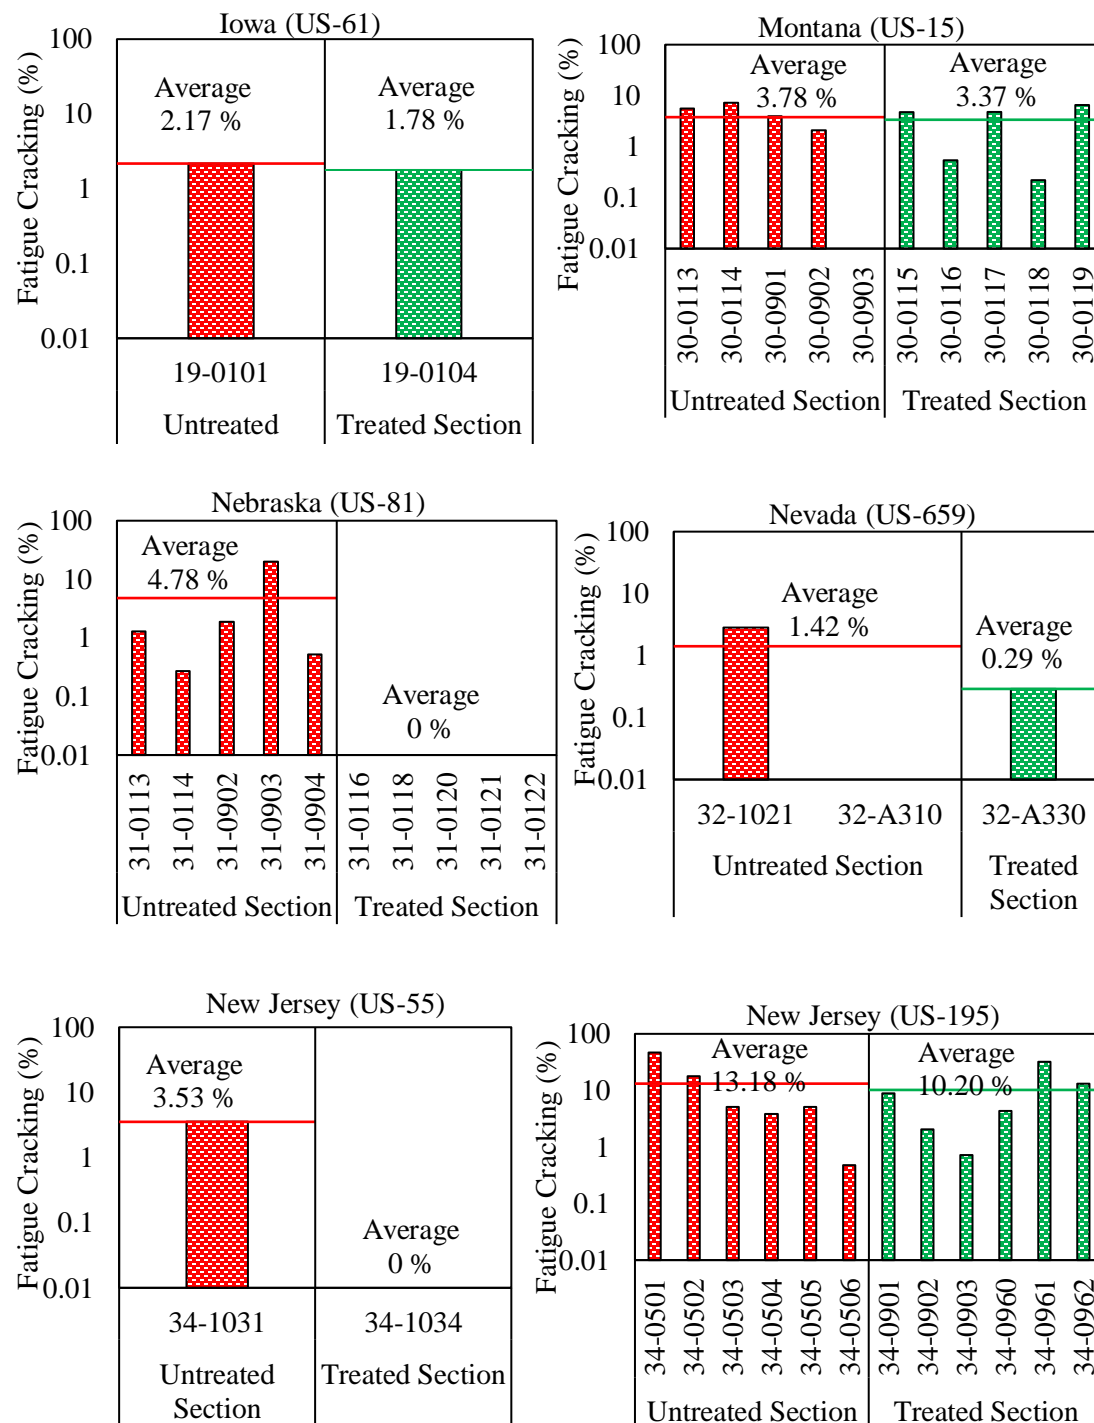 Iowa (US-61)
Fatigue Cracking (%)
100
10
1
0.1
0.01
Average
2.17 %
Average
1.78 %
19-0101
19-0104
Untreated
Treated Section
Montana (US-15)
Fatigue Cracking (%)
100
10
1
0.1
0.01
Average
3.78 %
Average
3.37 %
30-0113
30-0114
30-0901
30-0902
30-0903
30-0115
30-0116
30-0117
30-0118
30-0119
Untreated Section
Treated Section
Nebraska (US-81)
Fatigue Cracking (%)
100
10
1
0.1
0.01
Average
4.78 %
Average
0 %
31-0113
31-0114
31-0902
31-0903
31-0904
31-0116
31-0118
31-0120
31-0121
31-0122
Untreated Section
Treated Section
Nevada (US-659)
Fatigue Cracking (%)
100
10
1
0.1
0.01
Average
1.42 %
Average
0.29 %
32-1021
32-A310
32-A330
Untreated Section
Treated
Section
New Jersey (US-55)
Fatigue Cracking (%)
100
10
1
0.1
0.01
Average
3.53 %
Average
0 %
34-1031
34-1034
Untreated
Section
Treated Section
New Jersey (US-195)
Fatigue Cracking (%)
100
10
1
0.1
0.01
Average
13.18 %
Average
10.20 %
34-0501
34-0502
34-0503
34-0504
34-0505
34-0506
34-0901
34-0902
34-0903
34-0960
34-0961
34-0962
Untreated Section
Treated Section